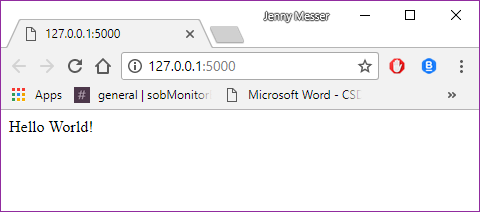 Jenny Messer
127.0.0.1:5000
127.0.0.1:5000
Apps # general | sobMonitor Microsoft Word - CSD »
Hello World!